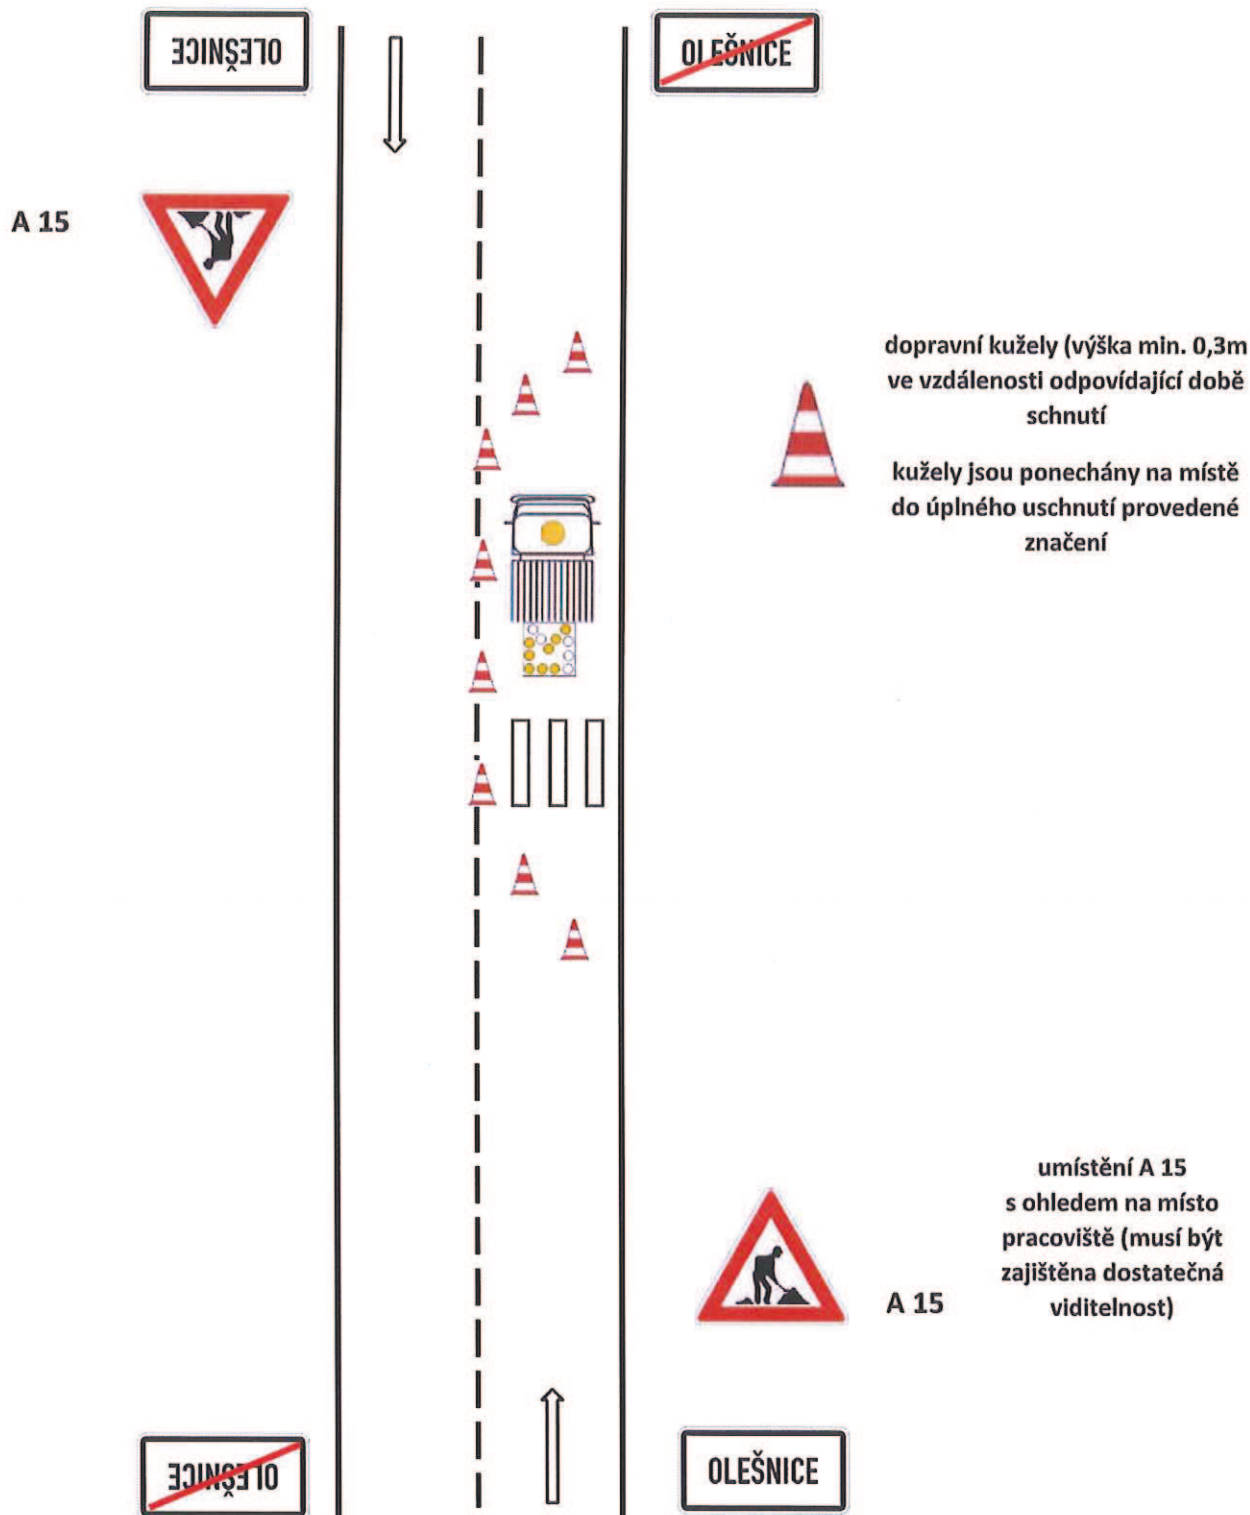 OLEŠNICE
OLEŠNICE
A 15
dopravní kužely (výška min. 0,3m
ve vzdálenosti odpovídající době
schnutí
kužely jsou ponechány na místě
do úplného uschnutí provedené
značení
umístění A 15
s ohledem na místo
pracoviště (musí být
zajištěna dostatečná
viditelnost)
A 15
OLEŠNICE
OLEŠNICE